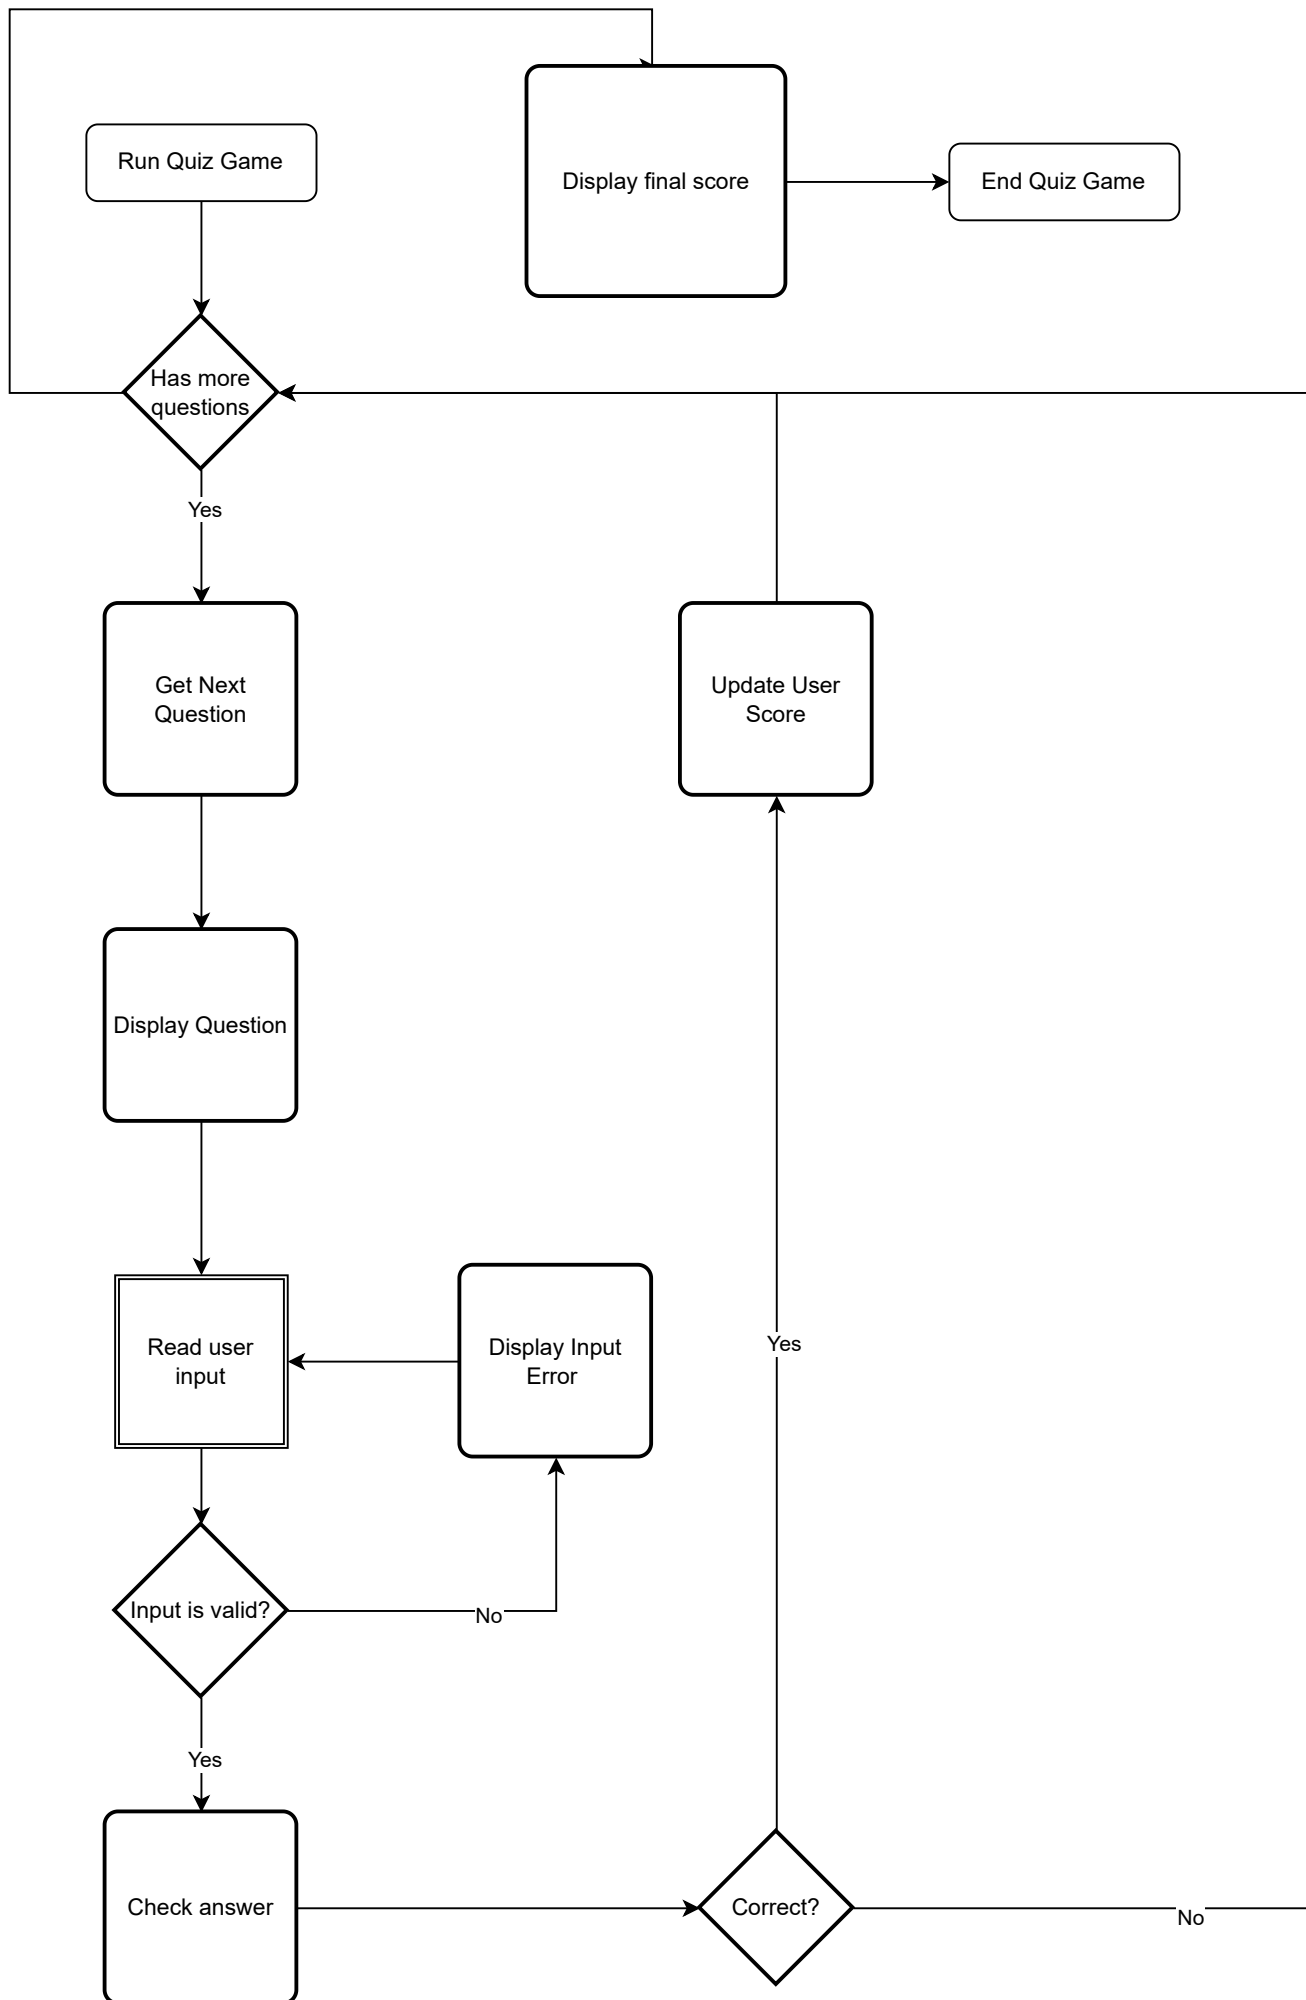 Run Quiz Game
Display final score
End Quiz Game
Has more
questions
Yes
Get Next
Question
Update User
Score
Display Question
Read user
input
Display Input
Error
Yes
Input is valid?
No
Yes
Check answer
Correct?
No